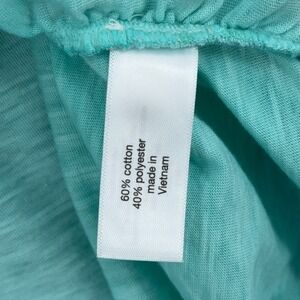 60% cotton
40% polyester
made in
Vietnam